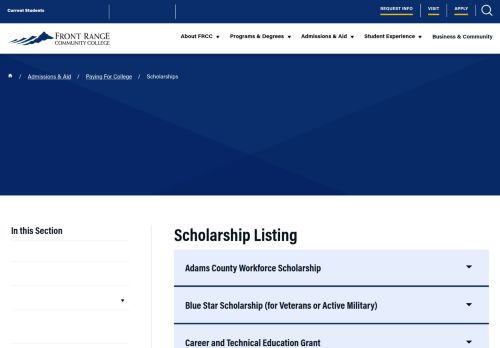 Current Students
REQUEST INFO
VISIT
APPLY
FRONT RANGE
COMMUNITY COLLEGE
About FRCC
Programs & Degrees
Admissions & Aid
Student Experience
Business & Community
/ Admissions & Aid / Paying For College / Scholarships
In this Section
Scholarship Listing
Adams County Workforce Scholarship
Blue Star Scholarship (for Veterans or Active Military)
Career and Technical Education Grant